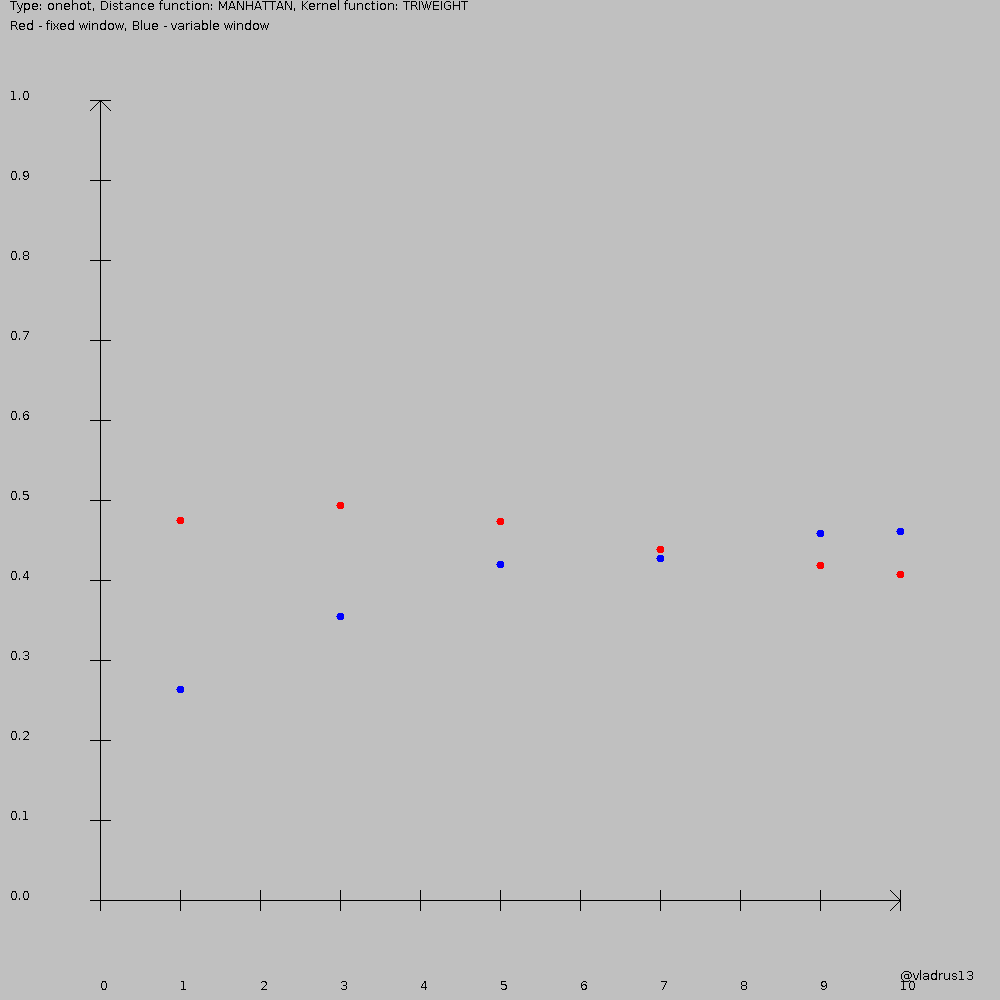 Type: onehot, Distance function: MANHATTAN, Kernel function: TRIWEIGHT
Red - fixed window, Blue - variable window
1.0
0.9
0.8
0.7
0.6
0.5
0.4
0.3
0.2
0.1
0.0
@vladrus13
0 1 2 3 4 5 6 7 8 9 10